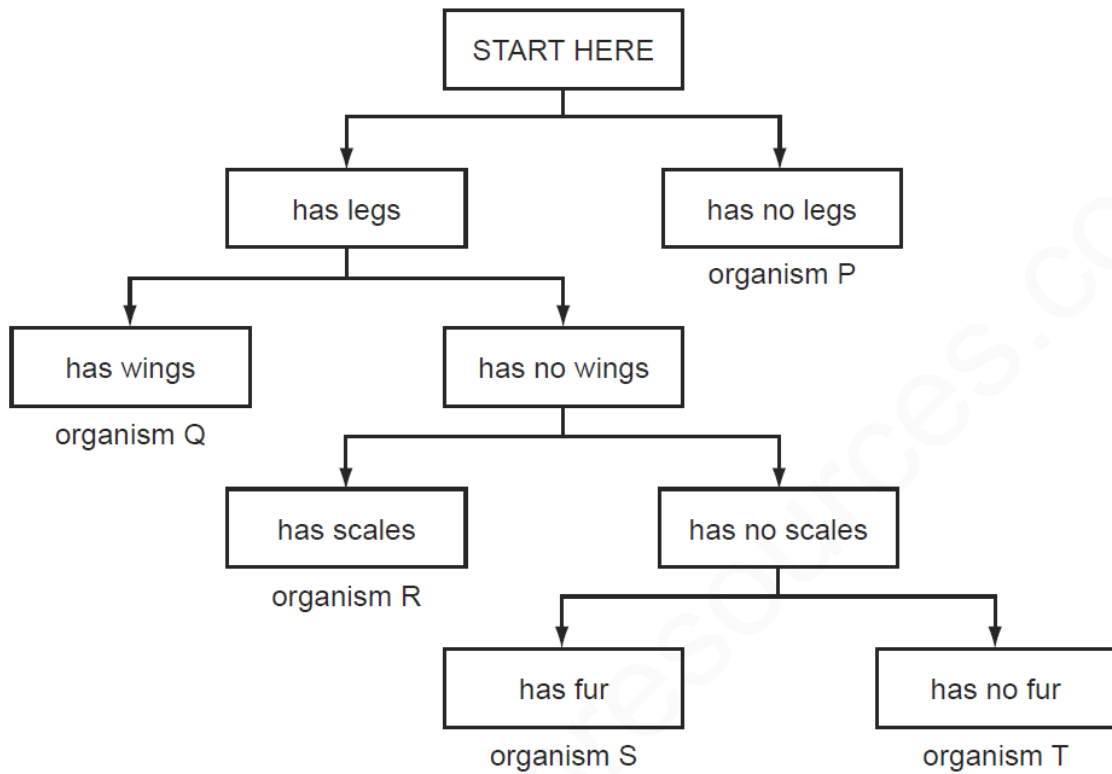 START HERE
has legs
has no legs
organism P
has wings
has no wings
organism Q
has scales
has no scales
organism R
has fur
has no fur
organism S
organism T